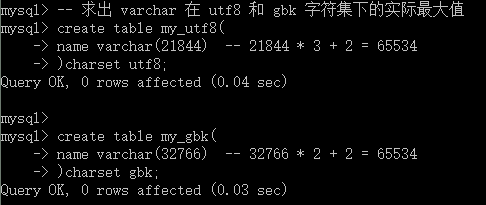 mysql> -- 求出 varchar 在 utf8 和 gbk 字符集下的实际最大值
mysql> create table my_utf8(
    -> name varchar(21844)  -- 21844 * 3 + 2 = 65534
    -> )charset utf8;
Query OK, 0 rows affected (0.04 sec)

mysql>
mysql> create table my_gbk(
    -> name varchar(32766)  -- 32766 * 2 + 2 = 65534
    -> )charset gbk;
Query OK, 0 rows affected (0.03 sec)